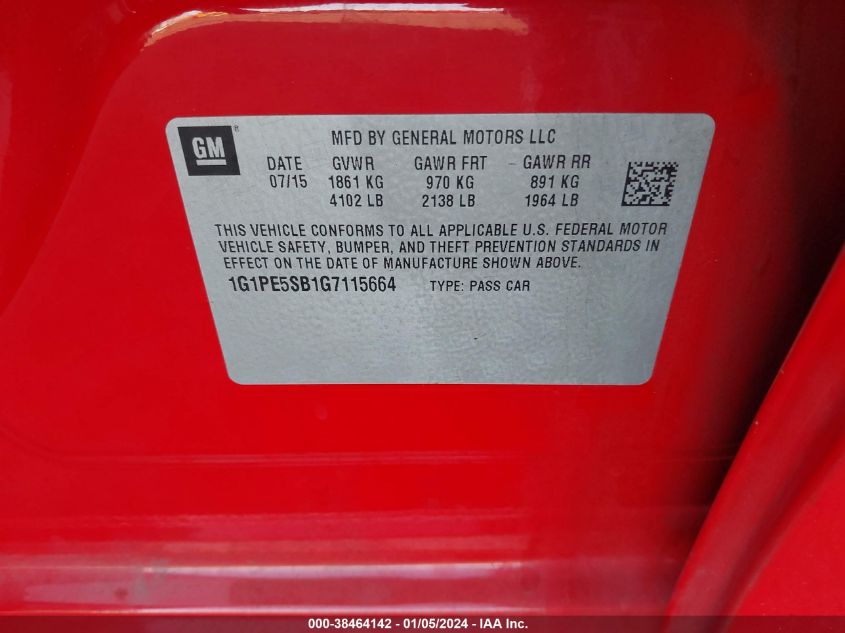 GM ®
MFD BY GENERAL MOTORS LLC
DATE GVWR GAWR FRT GAWR RR
07/15 1861 KG 970 KG 891 KG
4102 LB 2138 LB 1964 LB
THIS VEHICLE CONFORMS TO ALL APPLICABLE U.S. FEDERAL MOTOR
VEHICLE SAFETY, BUMPER, AND THEFT PREVENTION STANDARDS IN
EFFECT ON THE DATE OF MANUFACTURE SHOWN ABOVE.
1G1PE5SB1G7115664 TYPE: PASS CAR
000-38464142 - 01/05/2024 - IAA Inc.